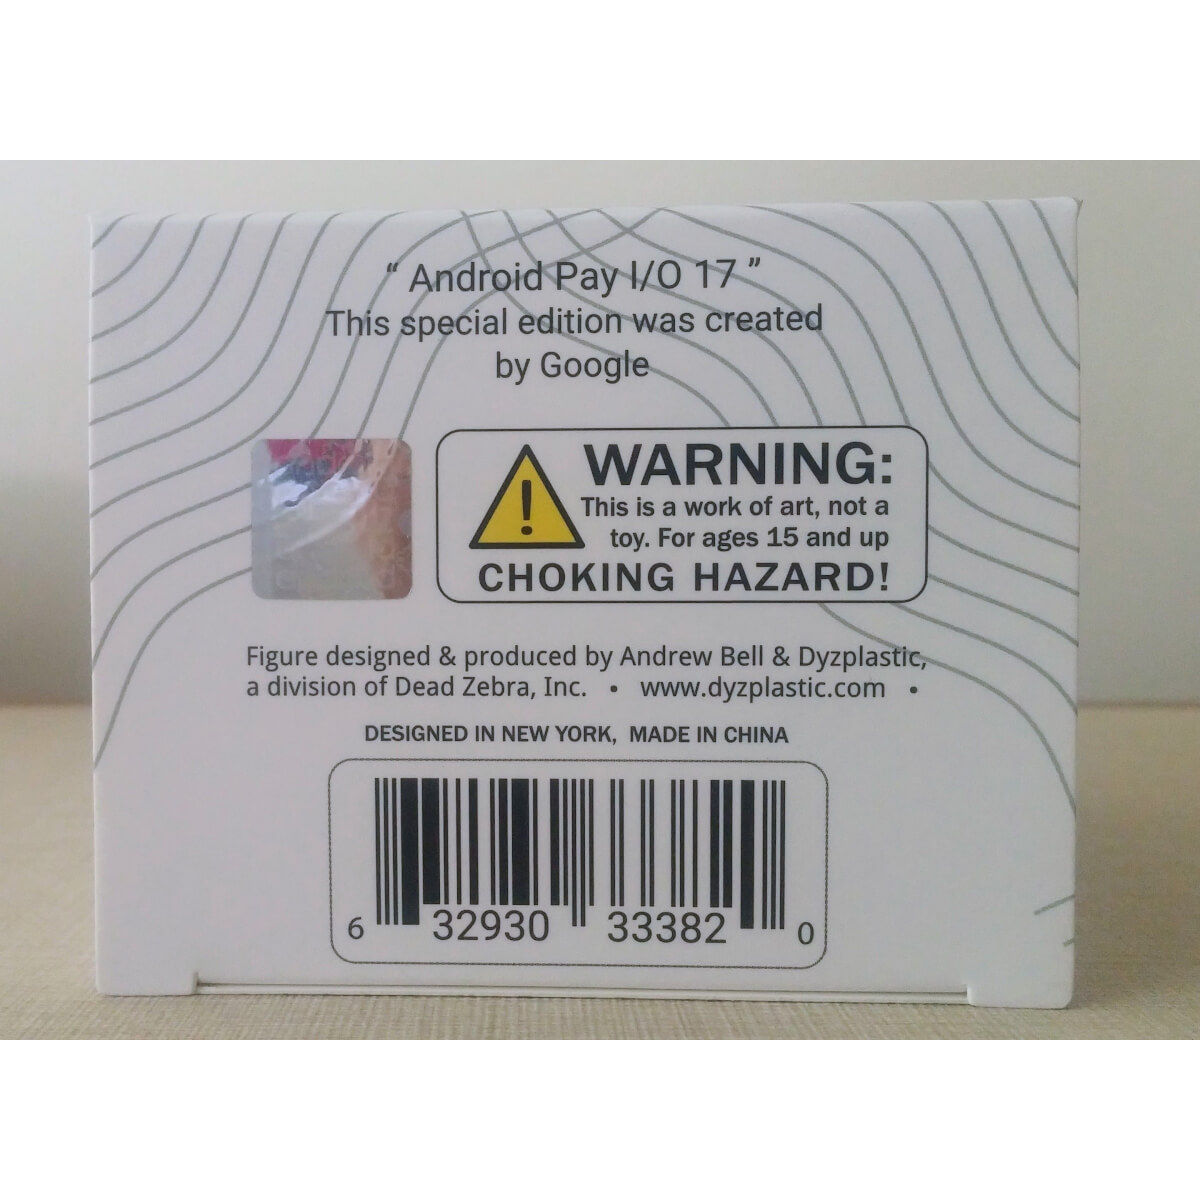 “ Android Pay I/O 17 ”
This special edition was created
by Google
WARNING:
This is a work of art, not a
toy. For ages 15 and up
CHOKING HAZARD!
Figure designed & produced by Andrew Bell & Dyzplastic,
a division of Dead Zebra, Inc. • www.dyzplastic.com •
DESIGNED IN NEW YORK, MADE IN CHINA
6 32930 33382 0